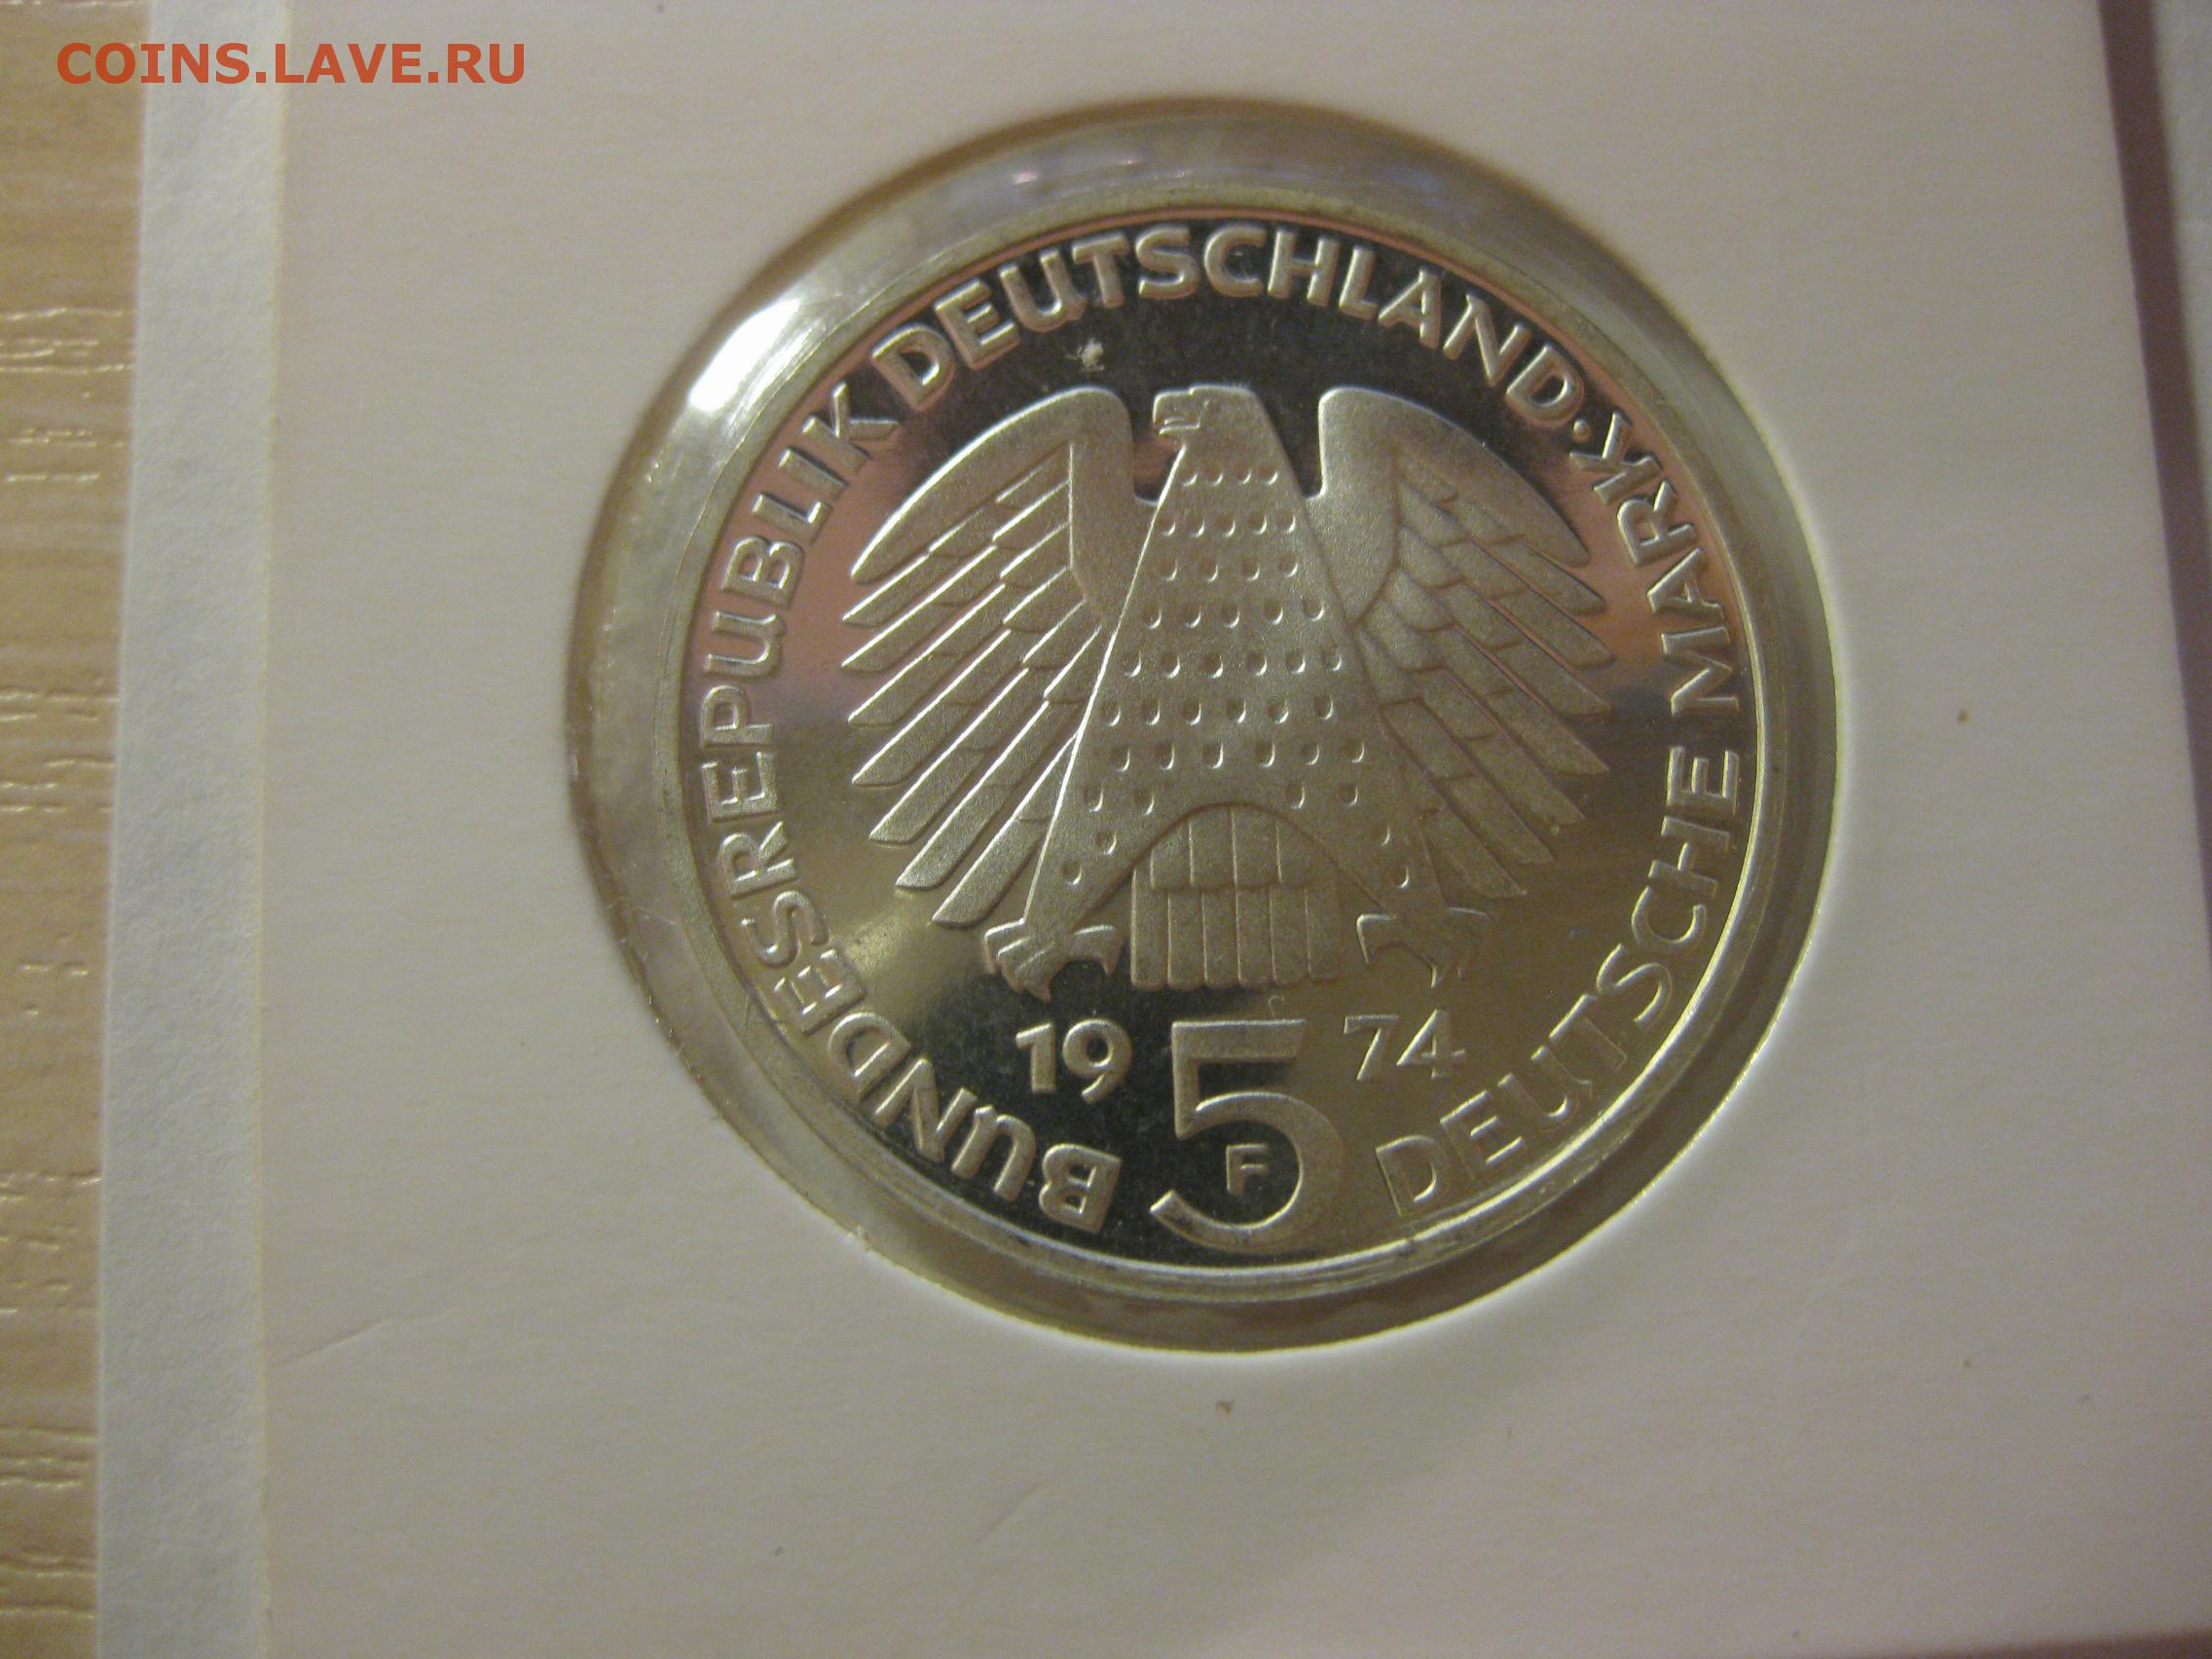 COINS.LAVE.RU
BUNDESREPUBLIK DEUTSCHLAND · DEUTSCHE MARK
19 74
5
F